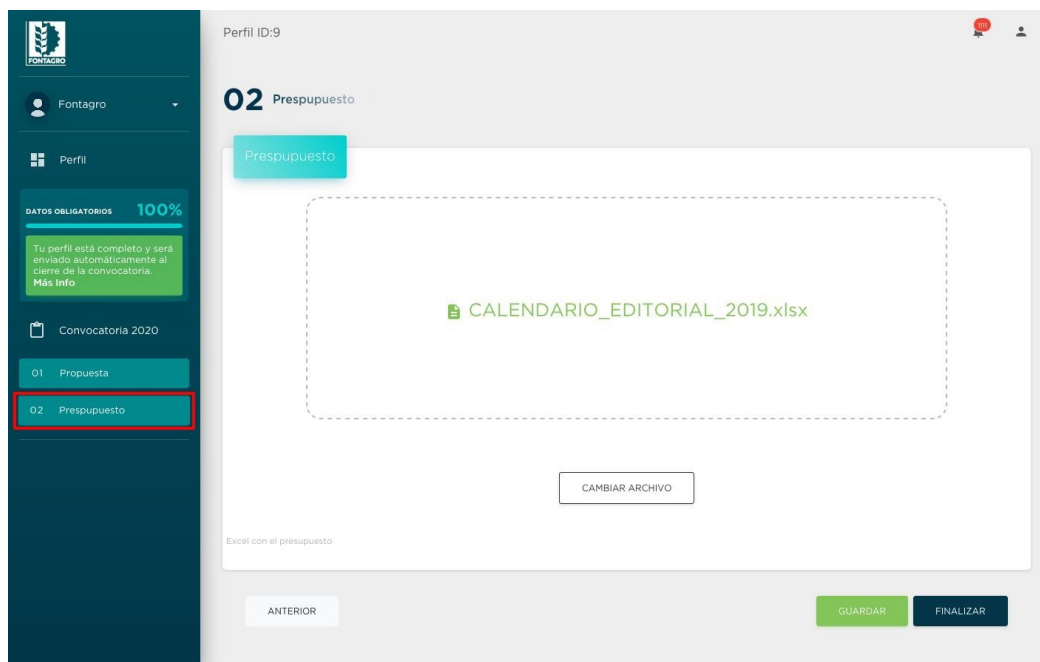 FONTAGRO
Fontagro
Perfil
DATOS OBLIGATORIOS 100%
Tu perfil está completo y será
enviado automáticamente al
cierre de la convocatoria.
Más Info
Convocatoria 2020
01 Propuesta
02 Prespupuesto
Perfil ID:9
1111
02 Prespupuesto
Prespupuesto
CALENDARIO_EDITORIAL_2019.xlsx
CAMBIAR ARCHIVO
Excel con el presupuesto
ANTERIOR
GUARDAR
FINALIZAR